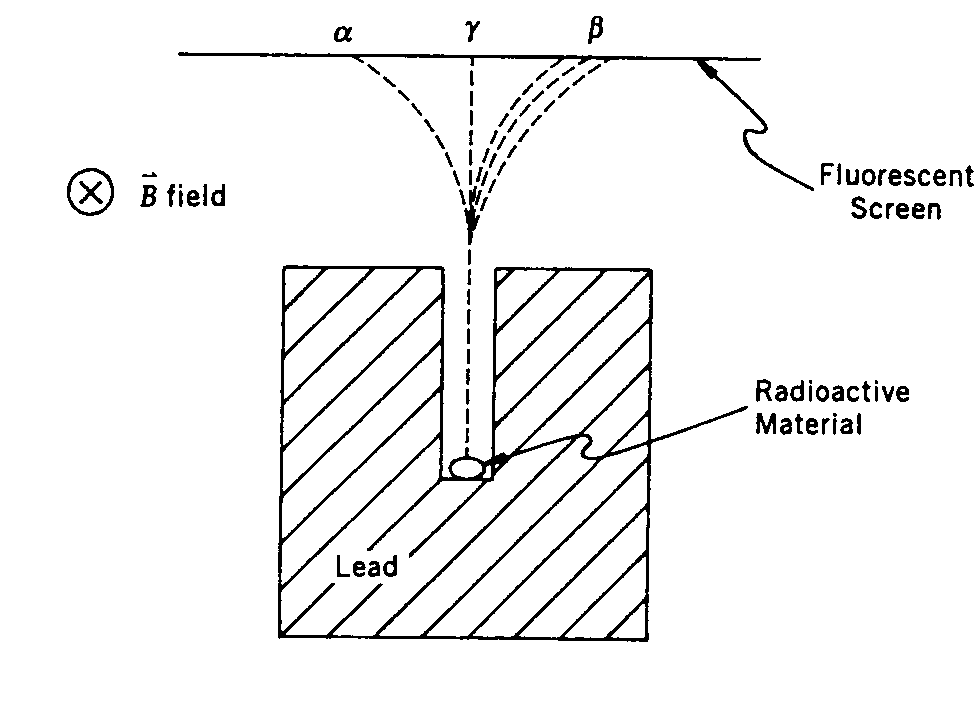 α γ β
B⃗ field
Fluorescent
Screen
Radioactive
Material
Lead